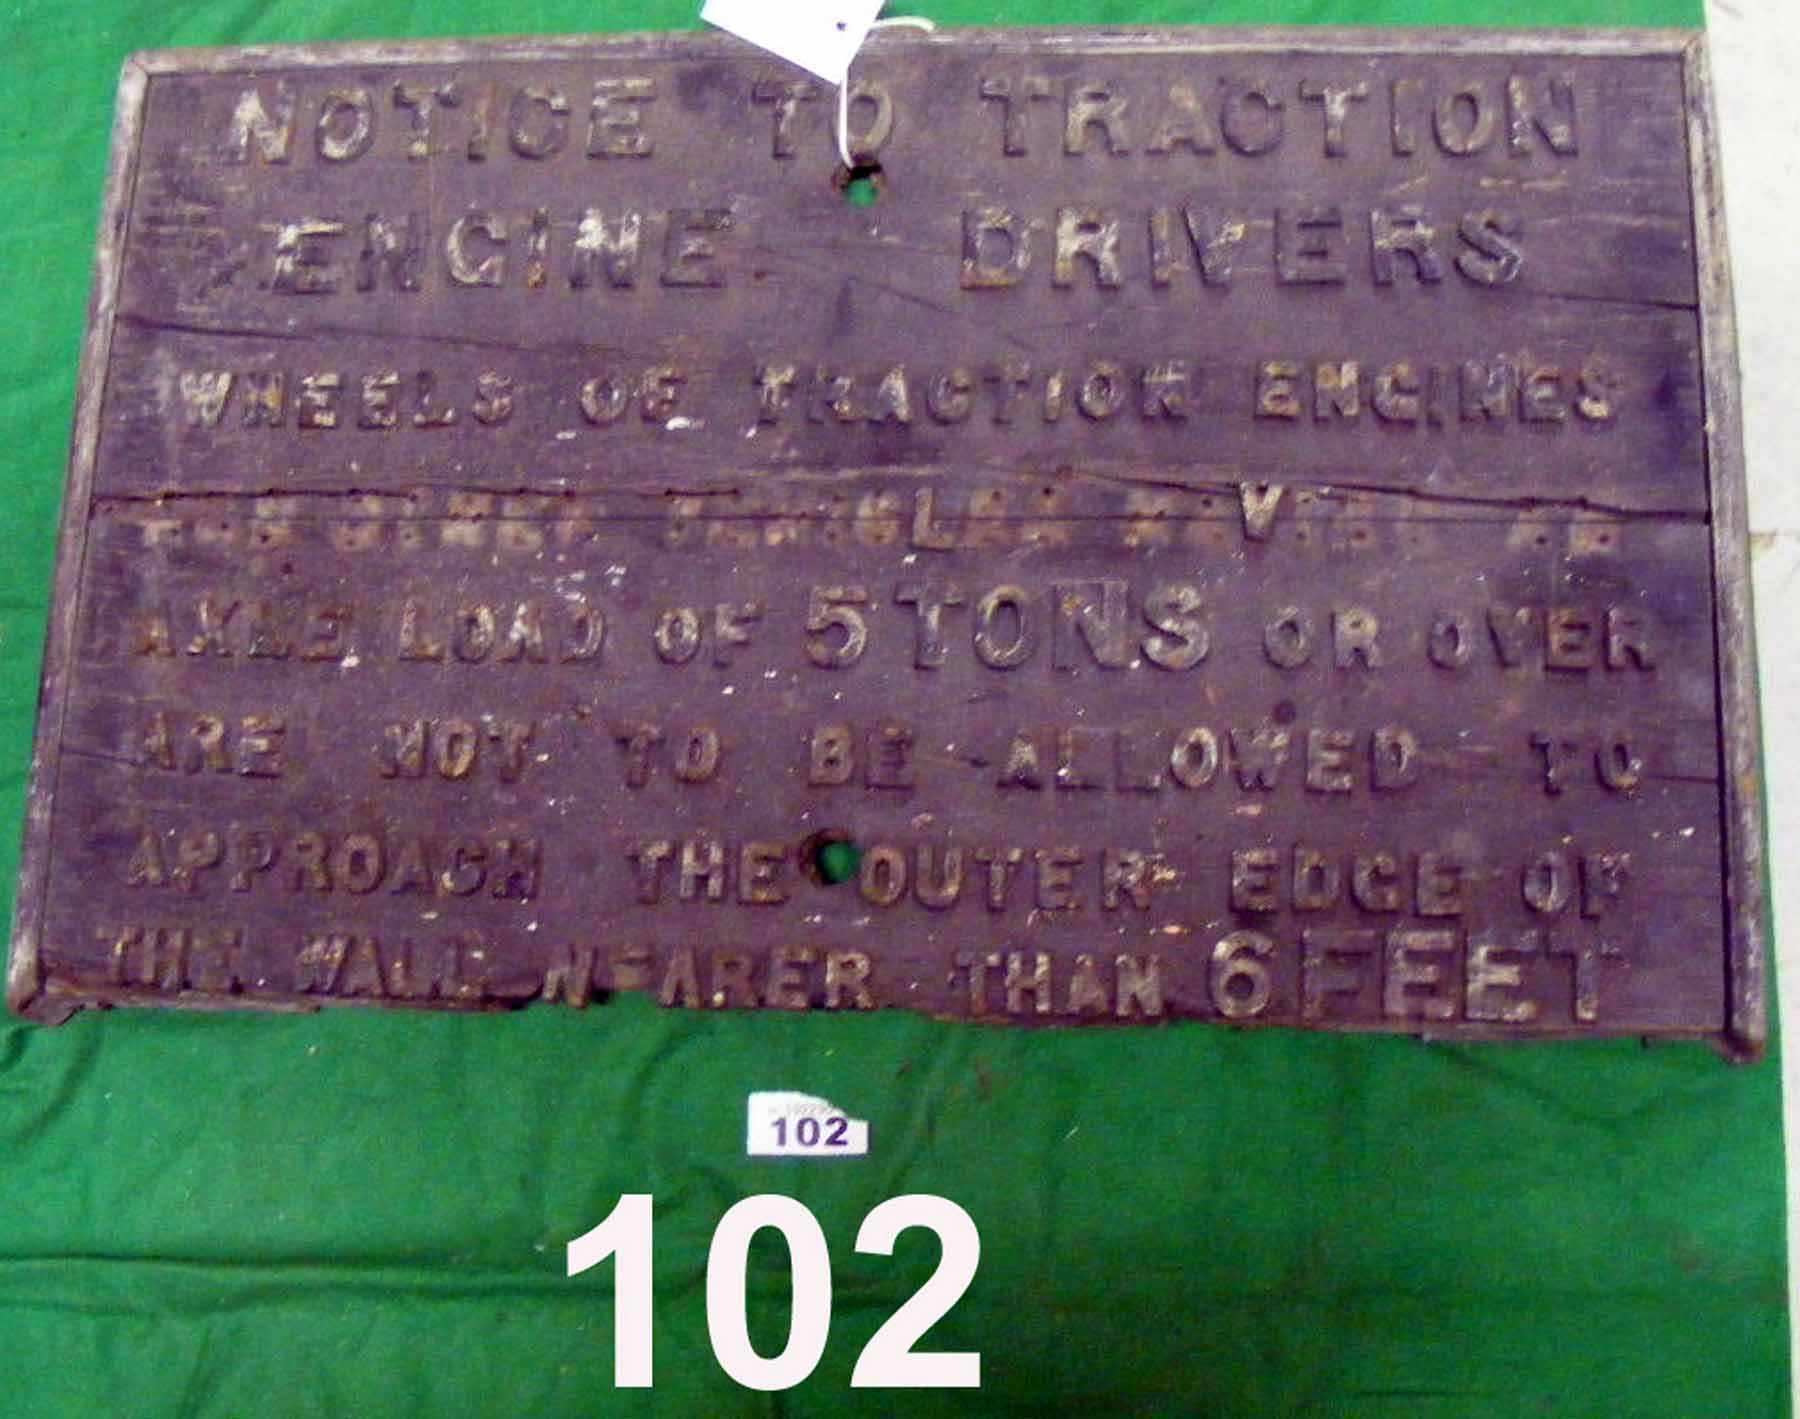 NOTICE TO TRACTION
ENGINE DRIVERS
WHEELS OF TRACTION ENGINES
AXLE LOAD OF 5 TONS OR OVER
ARE NOT TO BE ALLOWED TO
APPROACH THE OUTER EDGE OF
THE WALL NEARER THAN 6 FEET
102
102